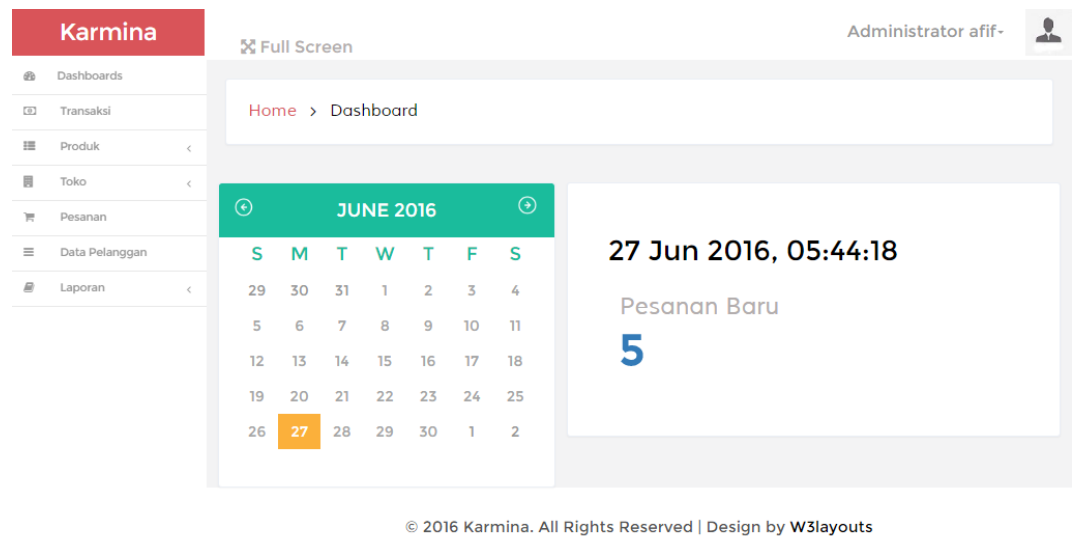 Karmina
Full Screen
Administrator afif
Dashboards
Transaksi
Produk
Toko
Pesanan
Data Pelanggan
Laporan
Home > Dashboard
JUNE 2016
S M T W T F S
29 30 31 1 2 3 4
5 6 7 8 9 10 11
12 13 14 15 16 17 18
19 20 21 22 23 24 25
26 27 28 29 30 1 2
27 Jun 2016, 05:44:18
Pesanan Baru
5
© 2016 Karmina. All Rights Reserved | Design by W3layouts